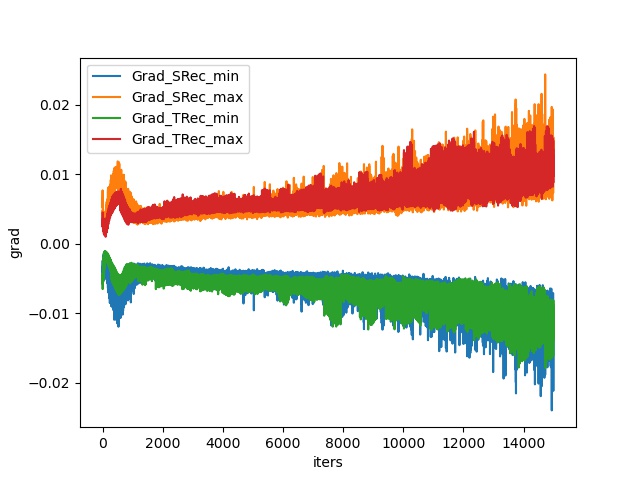 Grad_SRec_min
Grad_SRec_max
Grad_TRec_min
Grad_TRec_max
0.02
0.01
0.00
−0.01
−0.02
grad
0 2000 4000 6000 8000 10000 12000 14000
iters